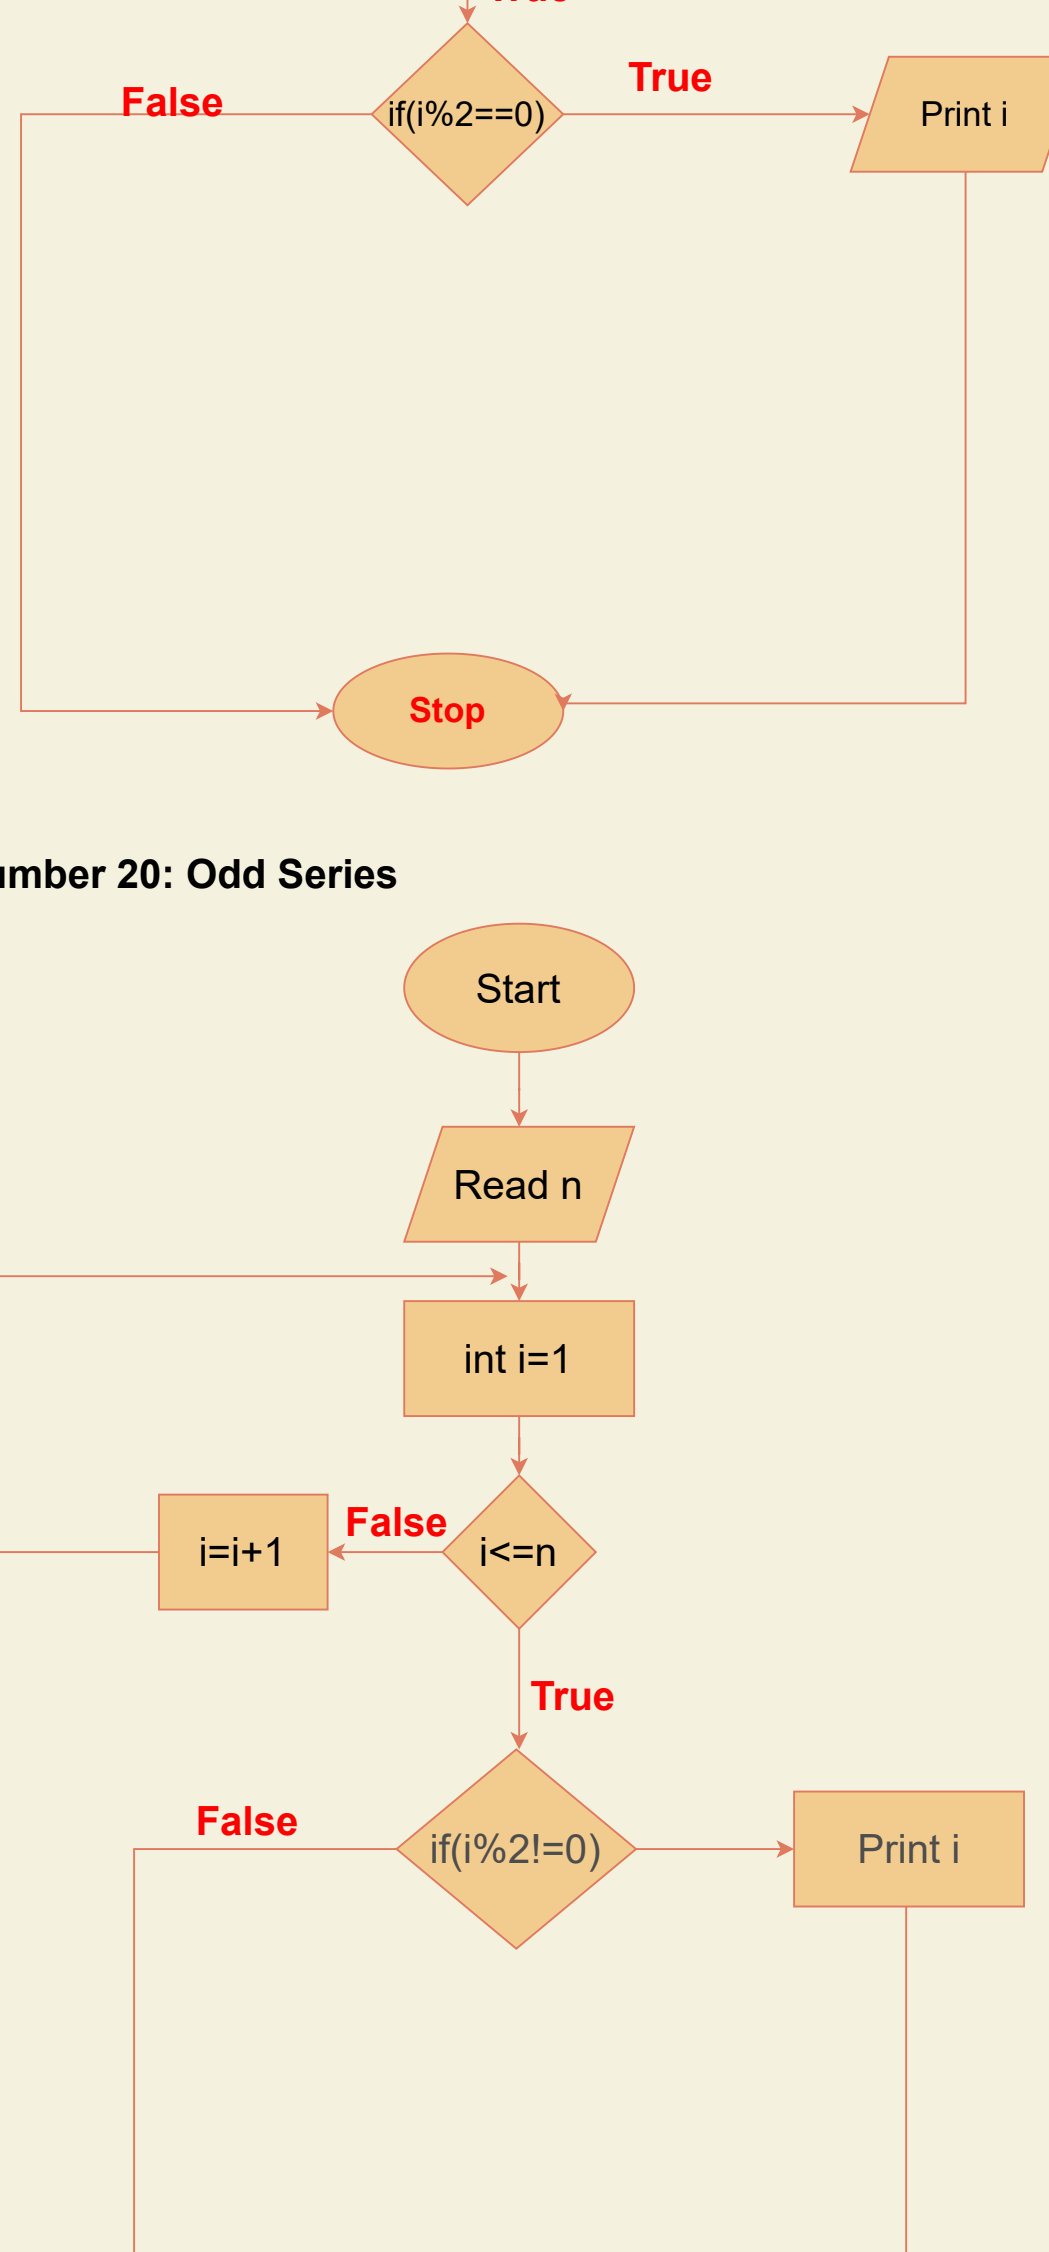 False
True
if(i%2==0)
Print i
Stop
20: Odd Series
Start
Read n
int i=1
False
i=i+1
i<=n
True
False
if(i%2!=0)
Print i